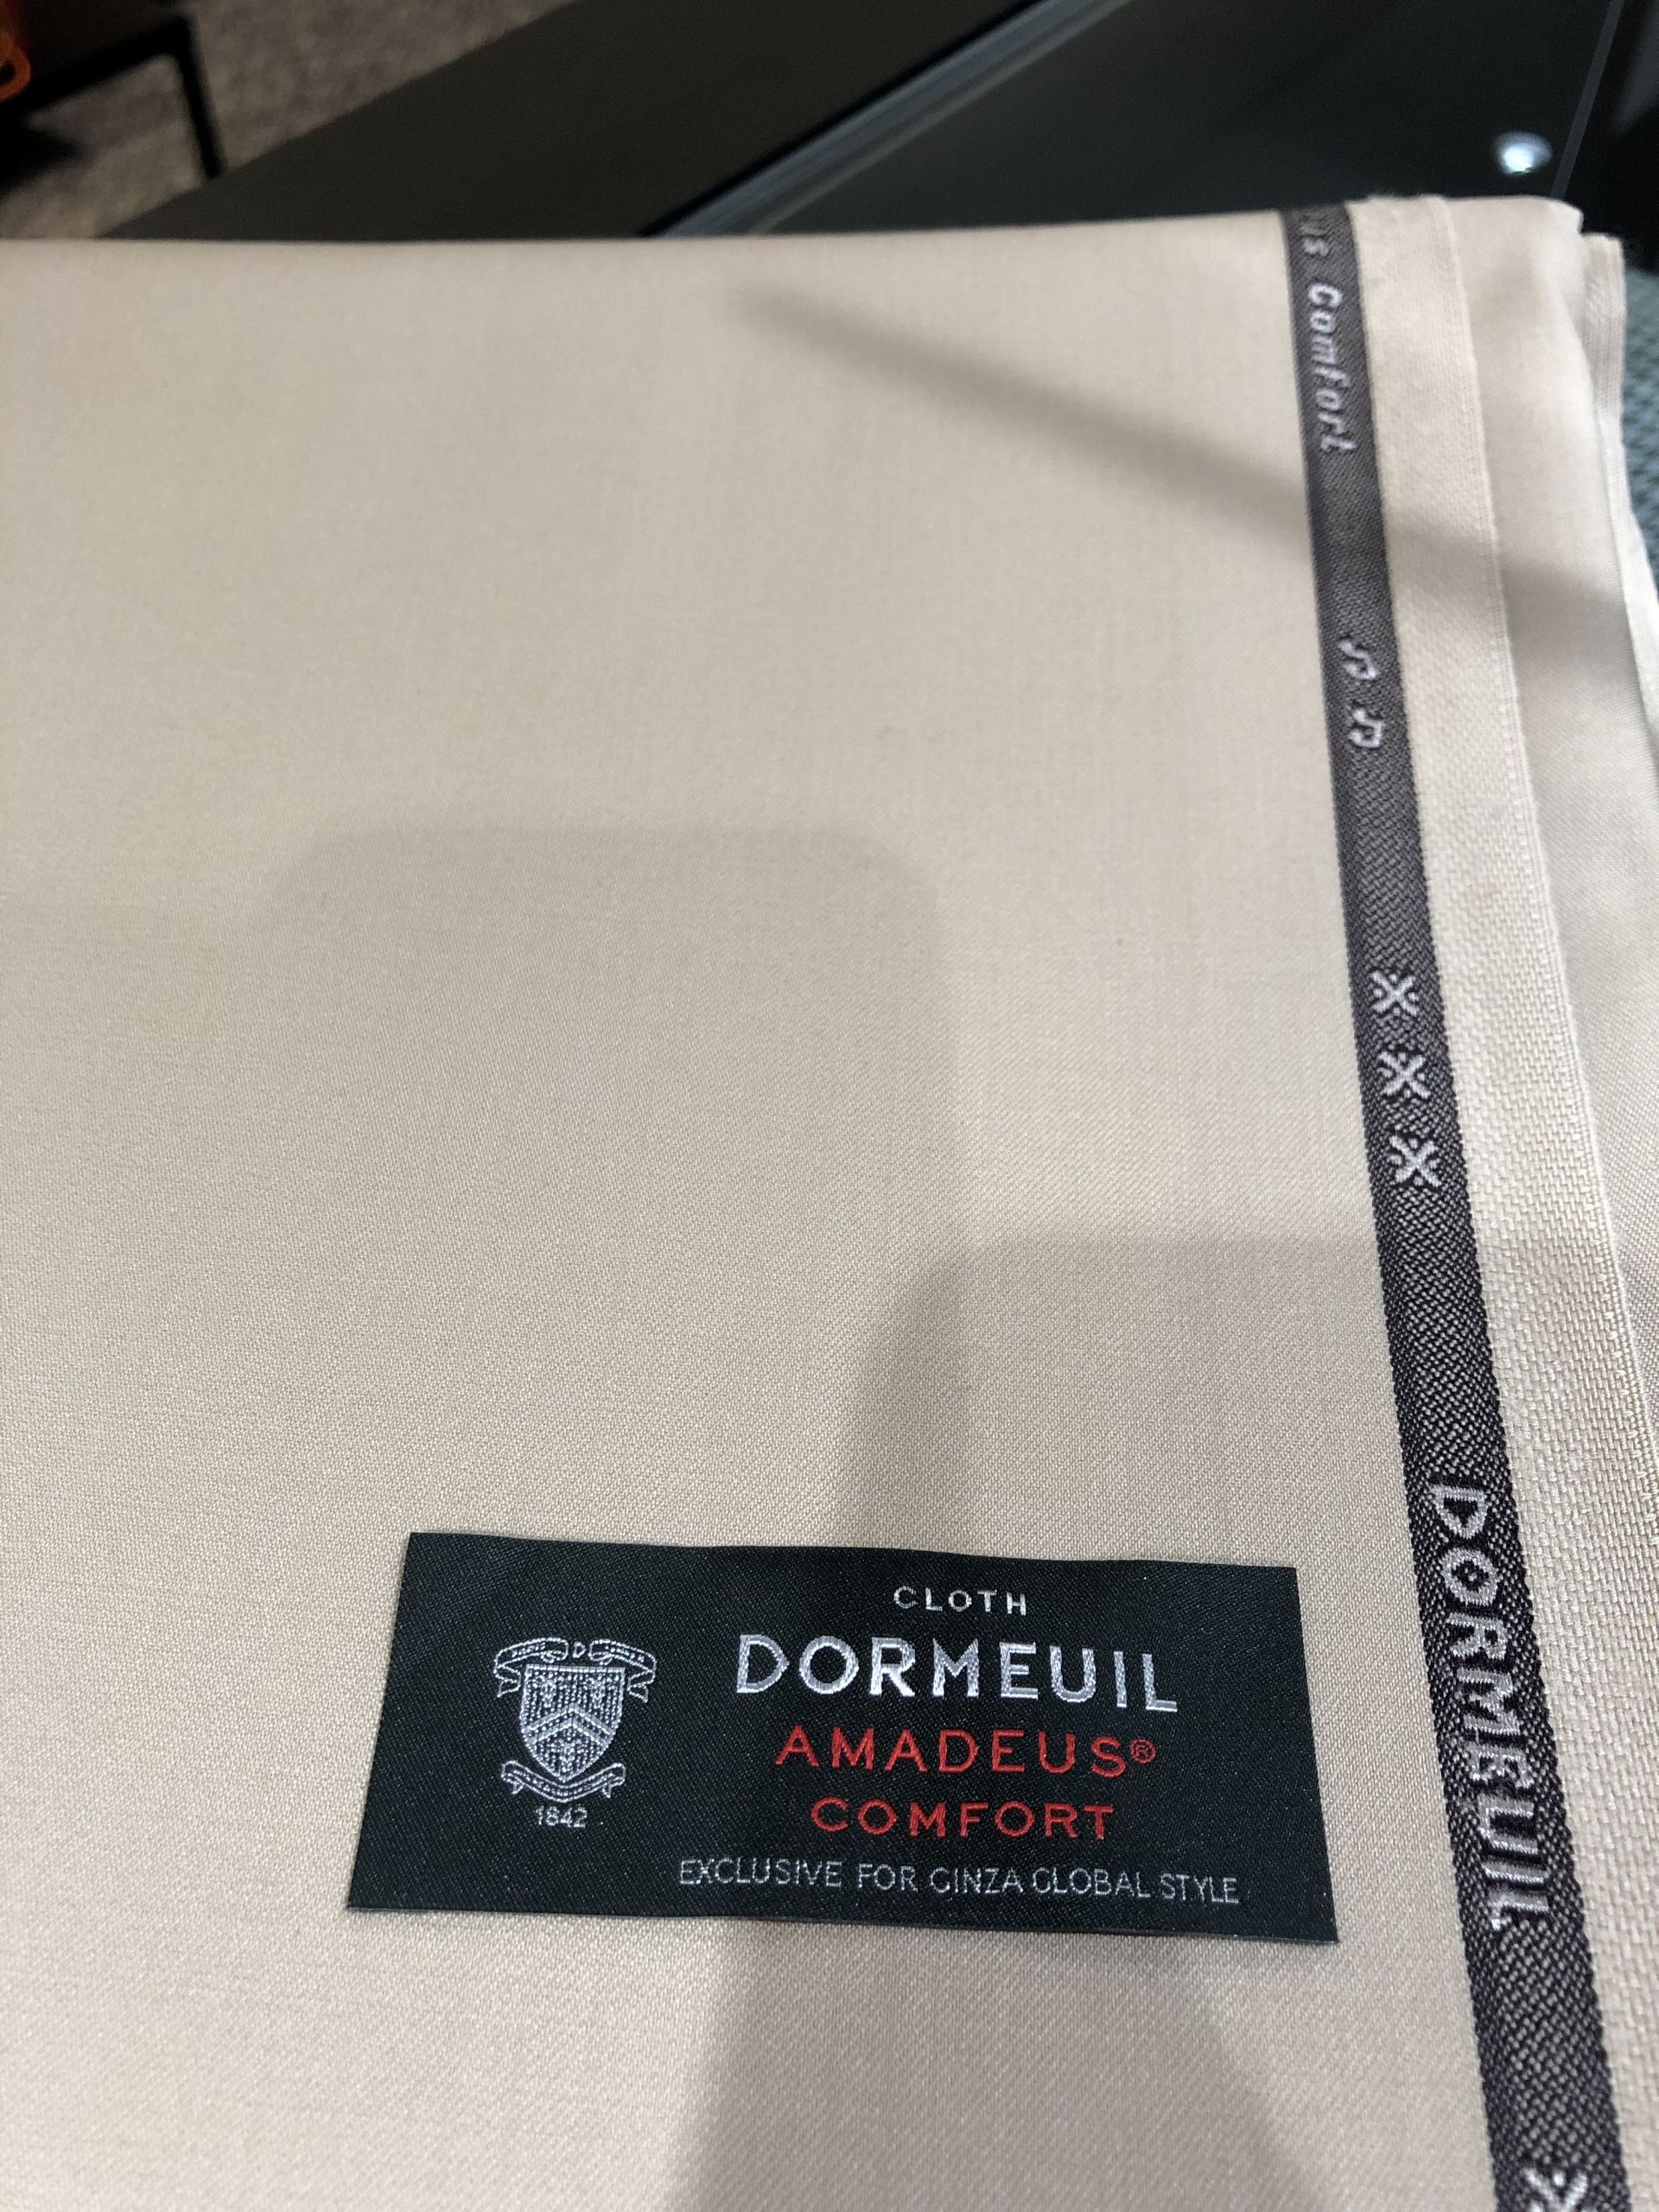 Comfort
DORMEUIL
CLOTH
DORMEUIL
AMADEUS®
COMFORT
EXCLUSIVE FOR GINZA GLOBAL STYLE
D
1842